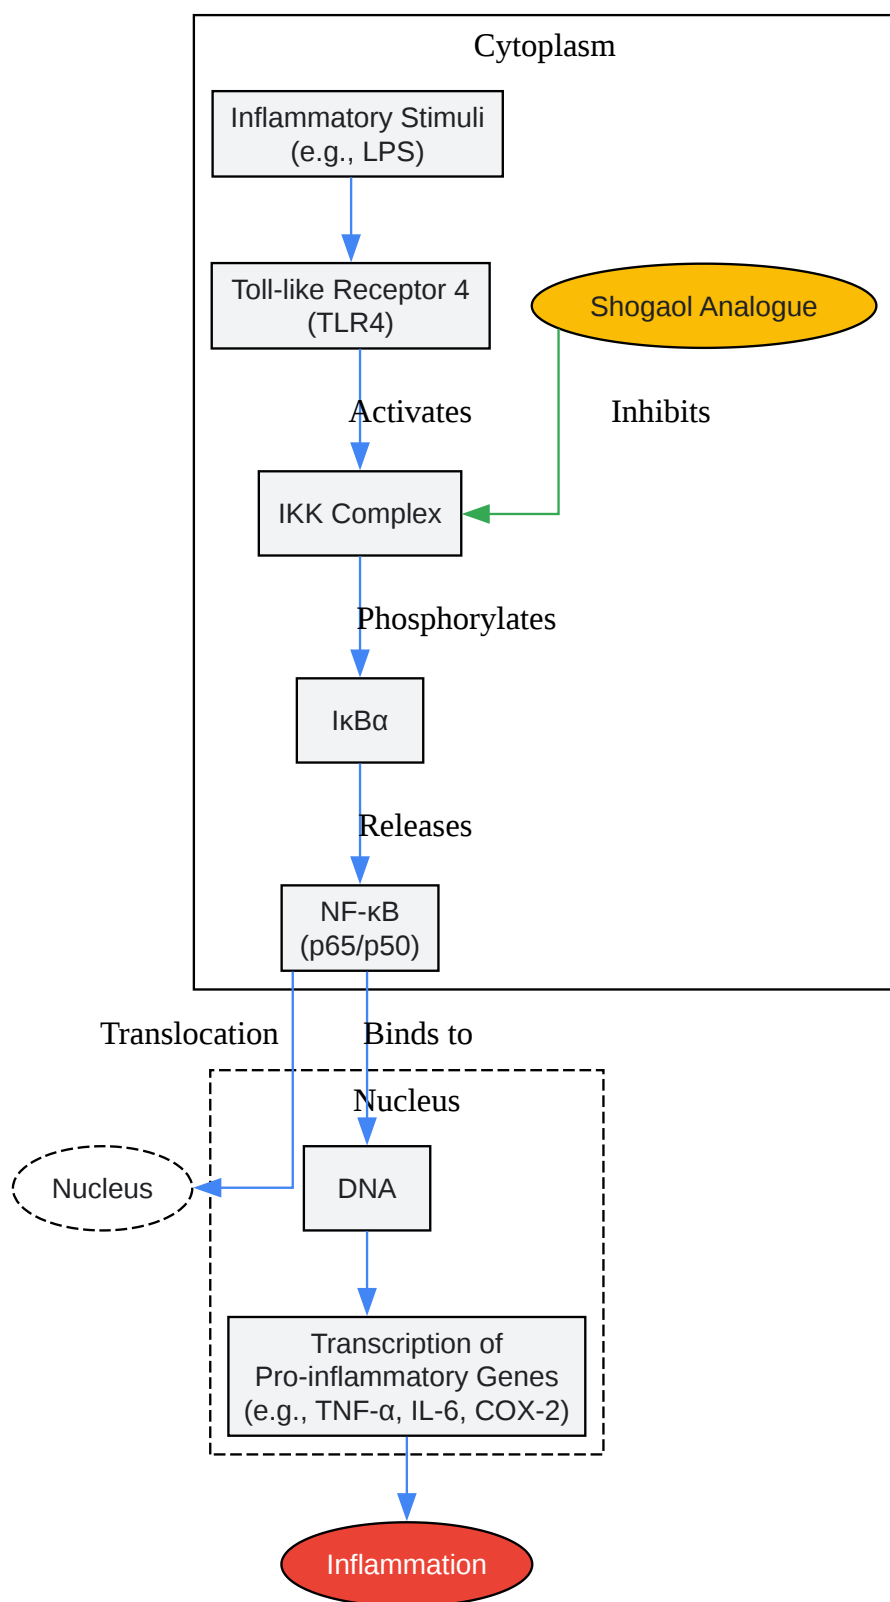 Cytoplasm
Inflammatory Stimuli
(e.g., LPS)
Toll-like Receptor 4
(TLR4)
Shogaol Analogue
Activates
Inhibits
IKK Complex
Phosphorylates
IκBα
Releases
NF-κB
(p65/p50)
Translocation
Binds to
Nucleus
Nucleus
DNA
Transcription of
Pro-inflammatory Genes
(e.g., TNF-α, IL-6, COX-2)
Inflammation